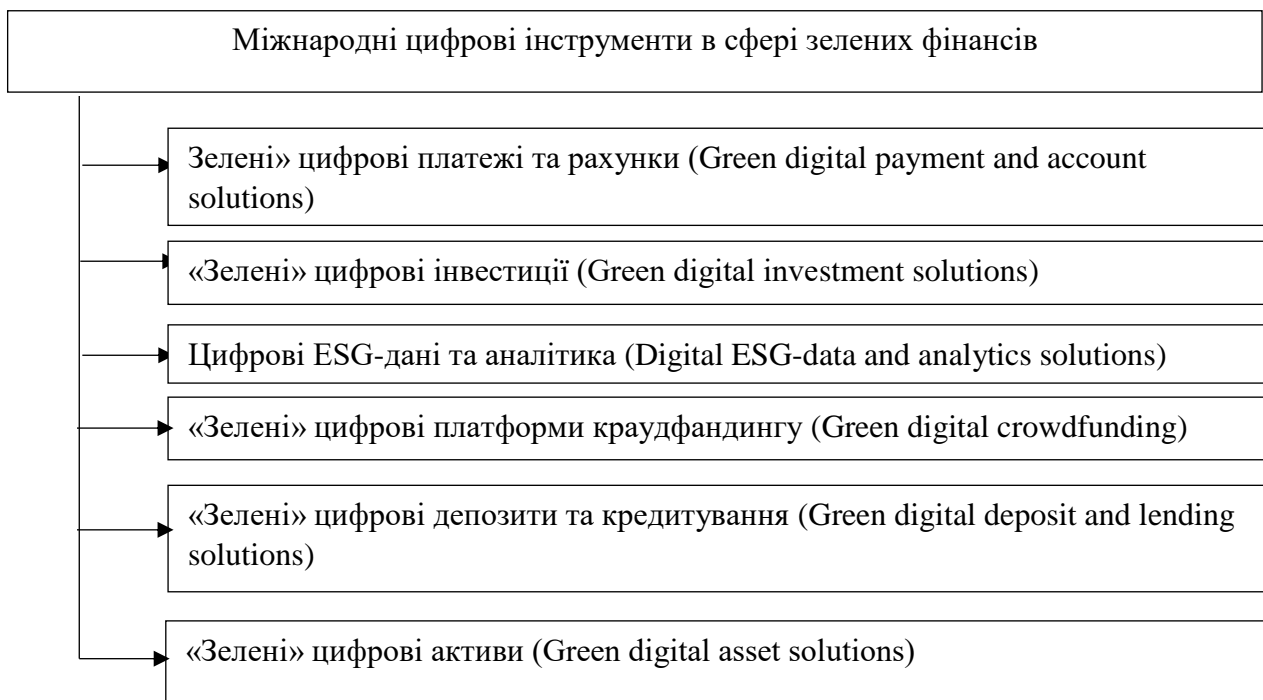 Міжнародні цифрові інструменти в сфері зелених фінансів
Зелені» цифрові платежі та рахунки (Green digital payment and account
solutions)
«Зелені» цифрові інвестиції (Green digital investment solutions)
Цифрові ESG-дані та аналітика (Digital ESG-data and analytics solutions)
«Зелені» цифрові платформи краудфандингу (Green digital crowdfunding)
«Зелені» цифрові депозити та кредитування (Green digital deposit and lending
solutions)
«Зелені» цифрові активи (Green digital asset solutions)